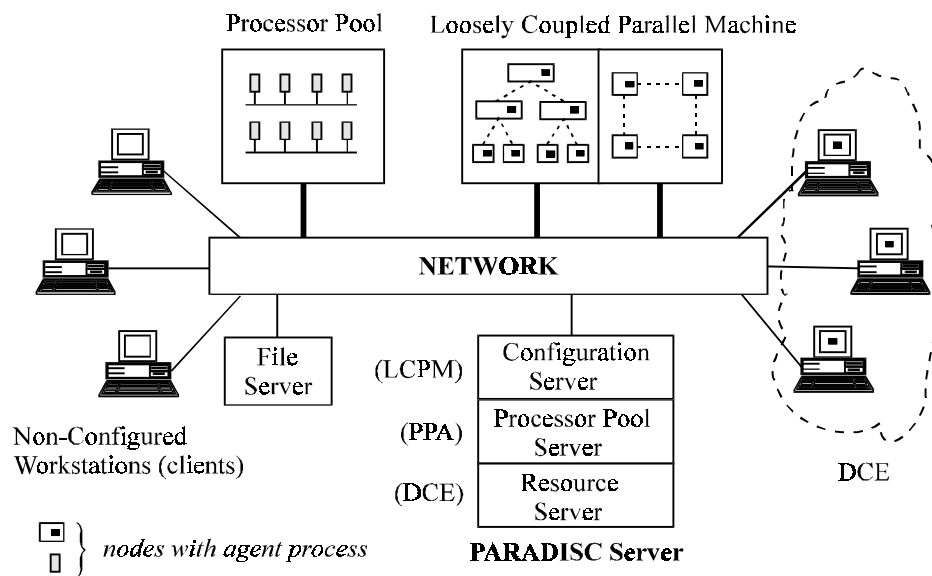 Processor Pool
Loosely Coupled Parallel Machine
NETWORK
File
Server
(LCPM)
Configuration
Server
(PPA)
Processor Pool
Server
(DCE)
Resource
Server
PARADISC Server
Non-Configured
Workstations (clients)
DCE
nodes with agent process